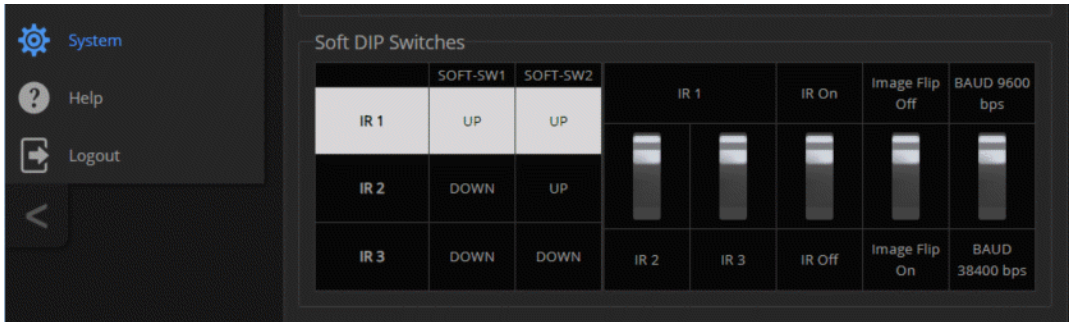 System
Help
Logout
<
Soft DIP Switches
SOFT-SW1 SOFT-SW2
IR 1 UP UP
IR 2 DOWN UP
IR 3 DOWN DOWN
IR 1 IR On Image Flip BAUD 9600
Off bps
IR 2 IR 3 IR Off Image Flip BAUD
On 38400 bps